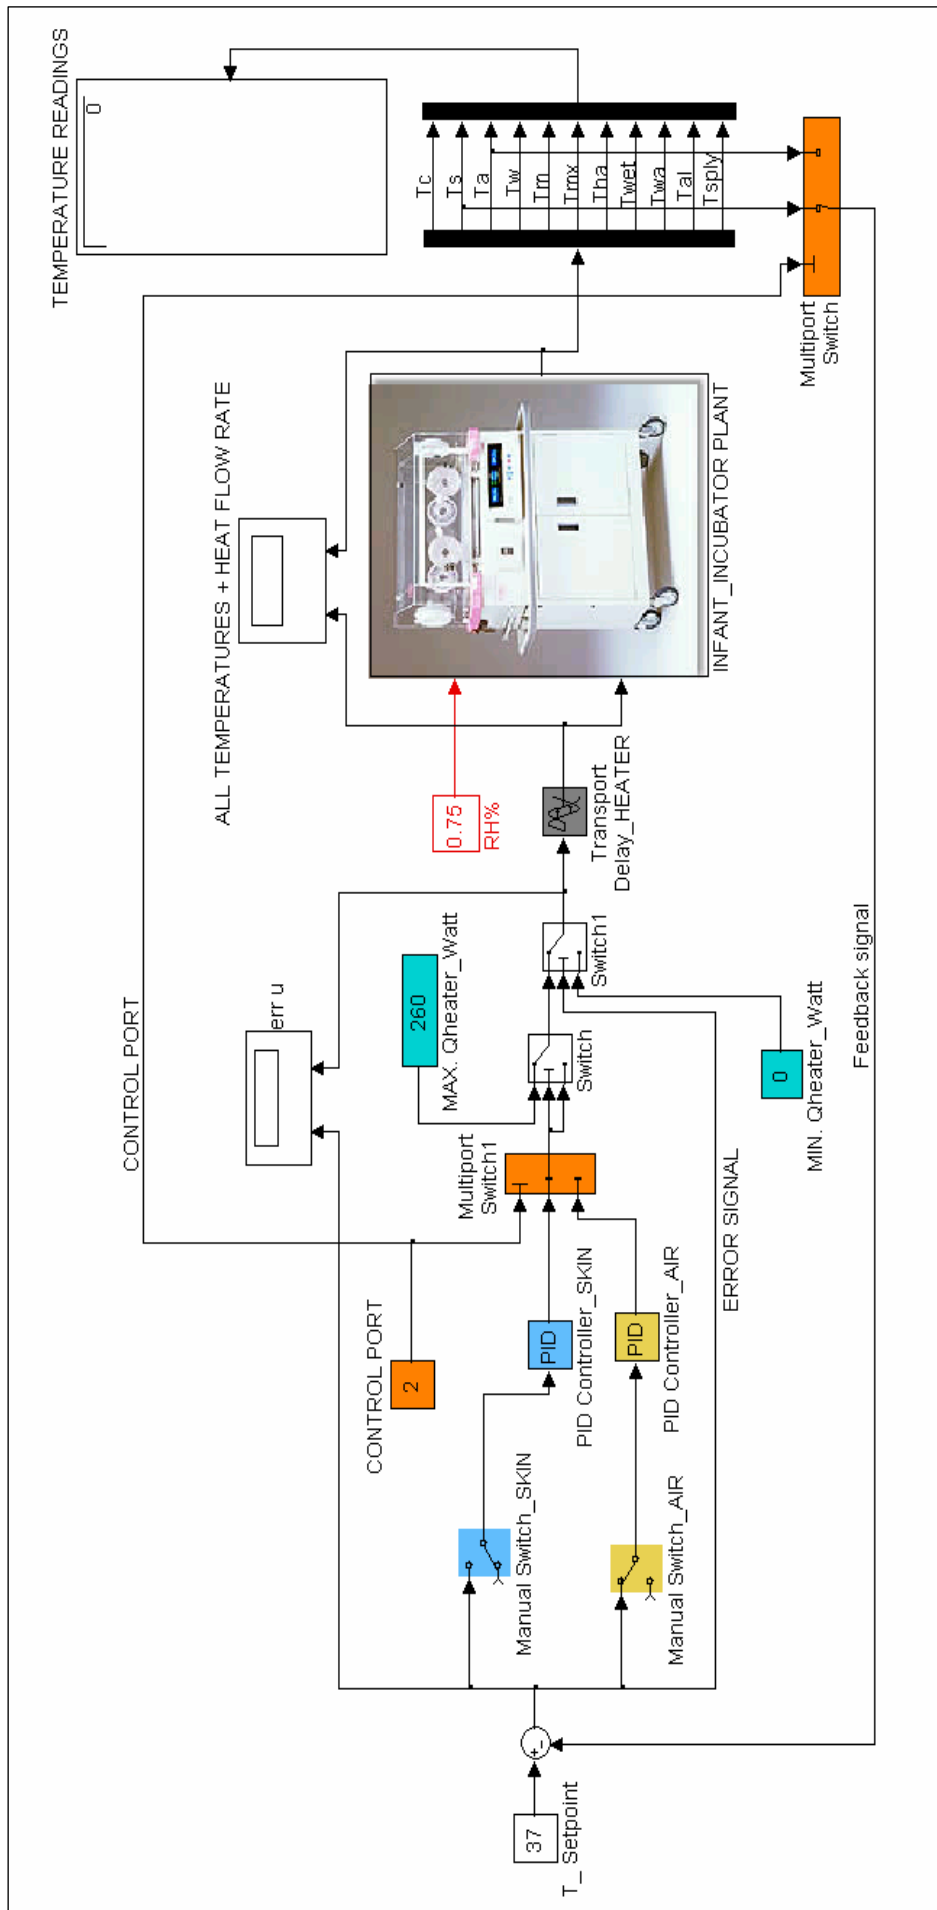 TEMPERATURE READINGS
0
ALL TEMPERATURES + HEAT FLOW RATE
CONTROL PORT
err u
CONTROL PORT
2
260
MAX. Qheater_Watt
0.75
RH%
Tc
Ts
Ta
Tw
Tm
Tmx
Tha
Twet
Twa
Tal
Tsply
Multiport
Switch1
Switch
Switch1
Transport
Delay_HEATER
INFANT_INCUBATOR PLANT
Multiport
Switch
Manual Switch_SKIN
PID
PID Controller_SKIN
Manual Switch_AIR
PID
PID Controller_AIR
37
T_ Setpoint
+
-
ERROR SIGNAL
0
MIN. Qheater_Watt
Feedback signal